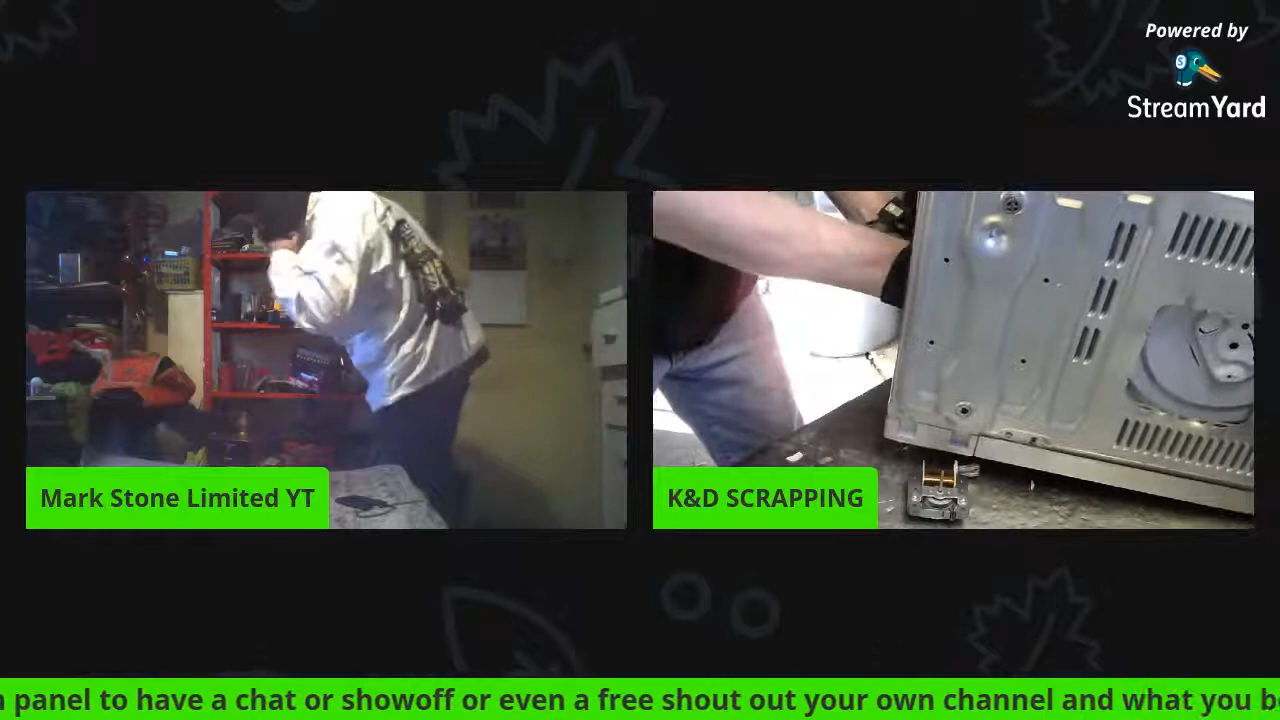 Powered by
StreamYard
Mark Stone Limited YT
K&D SCRAPPING
panel to have a chat or showoff or even a free shout out your own channel and what you